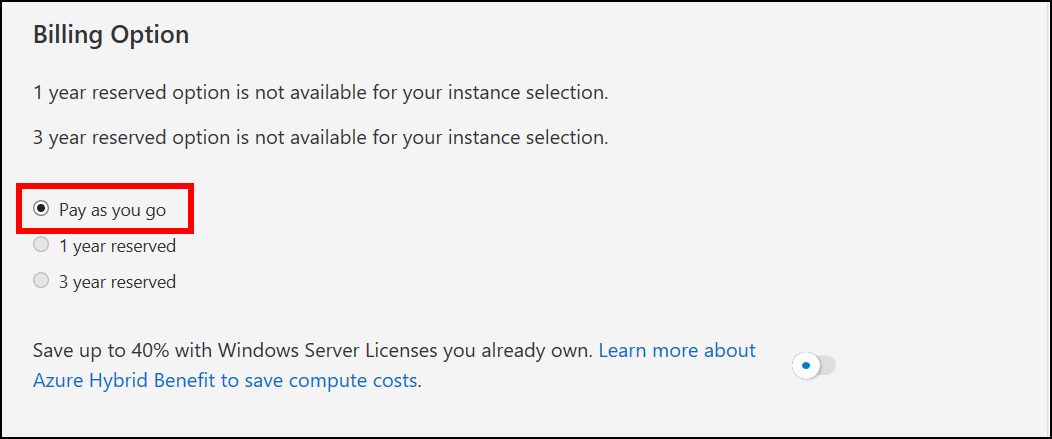 Billing Option
1 year reserved option is not available for your instance selection.
3 year reserved option is not available for your instance selection.
Pay as you go
1 year reserved
3 year reserved
Save up to 40% with Windows Server Licenses you already own. Learn more about
Azure Hybrid Benefit to save compute costs.